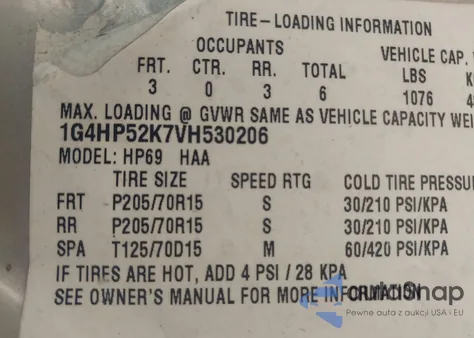 TIRE-LOADING INFORMATION
OCCUPANTS VEHICLE CAP.
FRT. CTR. RR. TOTAL LBS
3 0 3 6 1076
MAX. LOADING @ GVWR SAME AS VEHICLE CAPACITY WEI
1G4HP52K7VH530206
MODEL: HP69 HAA
TIRE SIZE SPEED RTG COLD TIRE PRESSU
FRT P205/70R15 S 30/210 PSI/KPA
RR P205/70R15 S 30/210 PSI/KPA
SPA T125/70D15 M 60/420 PSI/KPA
IF TIRES ARE HOT, ADD 4 PSI / 28 KPA
SEE OWNER'S MANUAL FOR MORE INFORMATION
Pewne auta z aukcji USA i EU